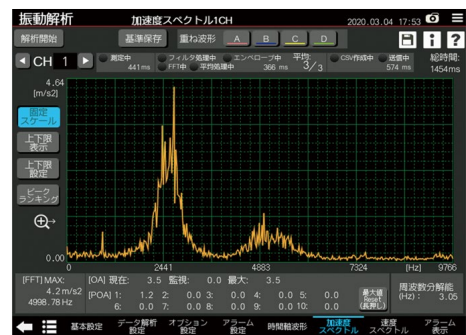 振動解析 加速度スペクトル1CH 2020.03.04 17:53
解析開始 基準保存 重ね波形 A B C D i ?
CH 1 測定中 フィルタ処理中 エンベロープ中 平均: 3/3 CSV作成中 送信中 総時間:
441ms FFT中 平均処理中 366 ms 574 ms 1454ms
4.64
[m/s2]
固定
スケール
上下限
表示
上下限
設定
ピーク
ランキング
0.00
0 2441 4883 7324 [Hz] 9766
[FFT] MAX: [OA] 現在: 3.5 監視: 0.0 最大: 3.5
4.2 m/s2 [POA] 1: 1.2 2: 0.0 3: 0.0 4: 0.0 5: 0.0 最大値 Reset (長押し) 周波数分解能
4998.78 Hz 6: 0.0 7: 0.0 8: 0.0 9: 0.0 10: 0.0 (Hz) : 3.05
基本設定 データ解析 設定 オプション 設定 アラーム 設定 時間軸波形 加速度 スペクトル 速度 スペクトル アラーム 表示